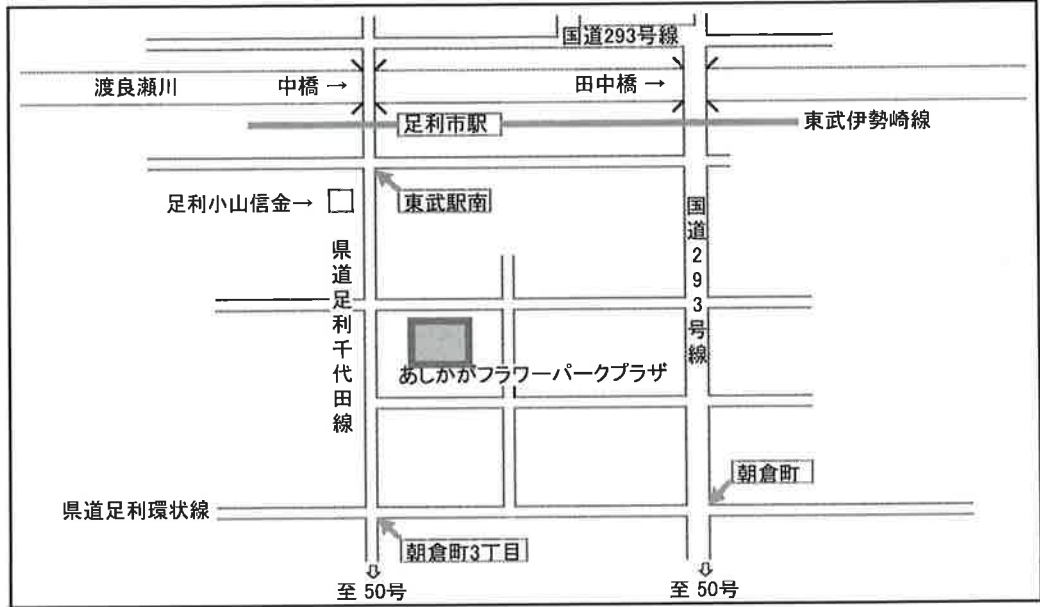 国道293号線
渡良瀬川
中橋 →
田中橋→
足利市駅
東武伊勢崎線
足利小山信金→
東武駅南
国道293号線
県道足利千代田線
あしかがフラワーパークプラザ
朝倉町
県道足利環状線
朝倉町3丁目
至 50号
至 50号